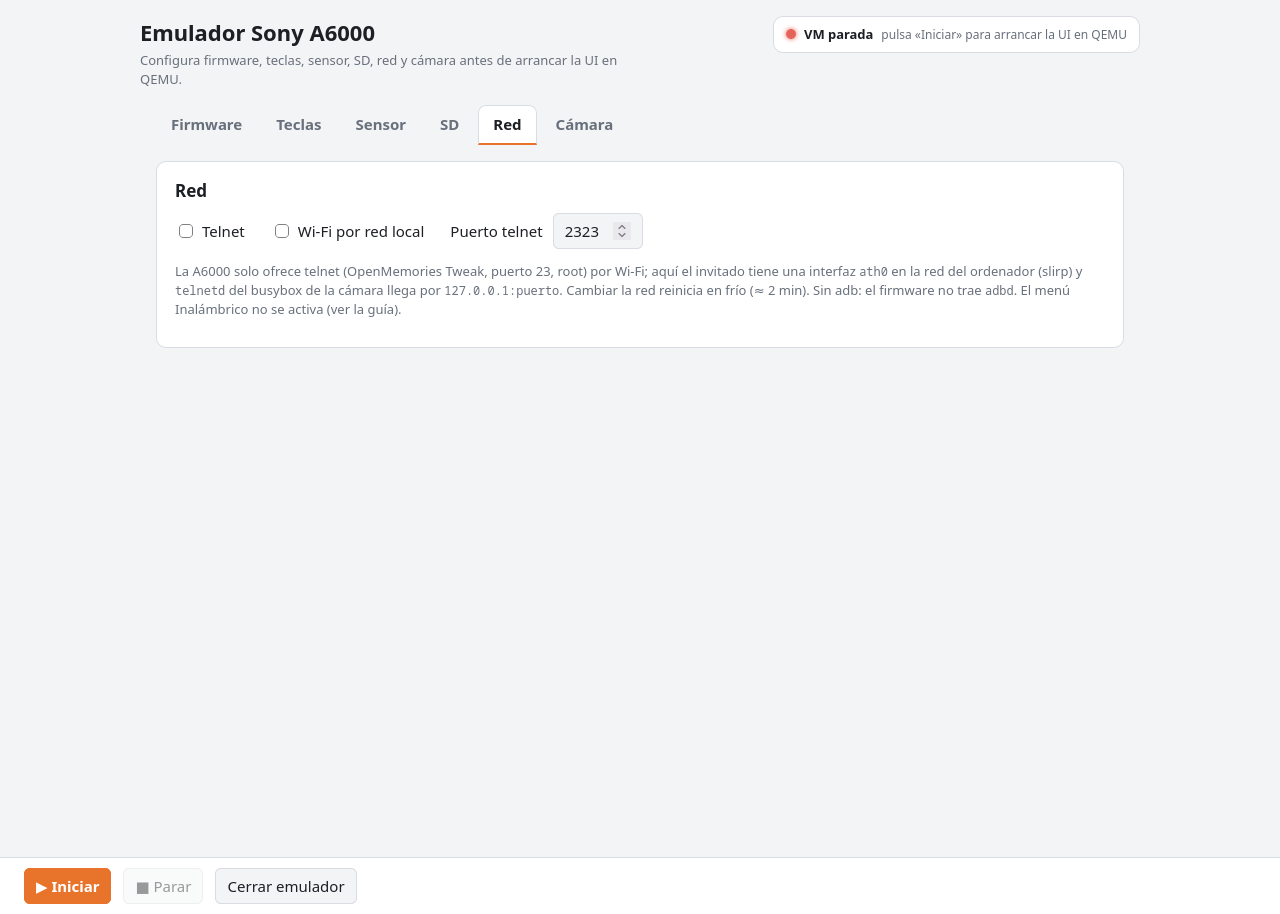 Emulador Sony A6000
Configura firmware, teclas, sensor, SD, red y cámara antes de arrancar la UI en
QEMU.
VM parada pulsa «Iniciar» para arrancar la UI en QEMU
Firmware Teclas Sensor SD Red Cámara
Red
Telnet Wi-Fi por red local Puerto telnet 2323
La A6000 solo ofrece telnet (OpenMemories Tweak, puerto 23, root) por Wi-Fi; aquí el invitado tiene una interfaz ath0 en la red del ordenador (slirp) y
telnetd del busybox de la cámara llega por 127.0.0.1:puerto. Cambiar la red reinicia en frío (≈ 2 min). Sin adb: el firmware no trae adbd. El menú
Inalámbrico no se activa (ver la guía).
▶ Iniciar ■ Parar Cerrar emulador